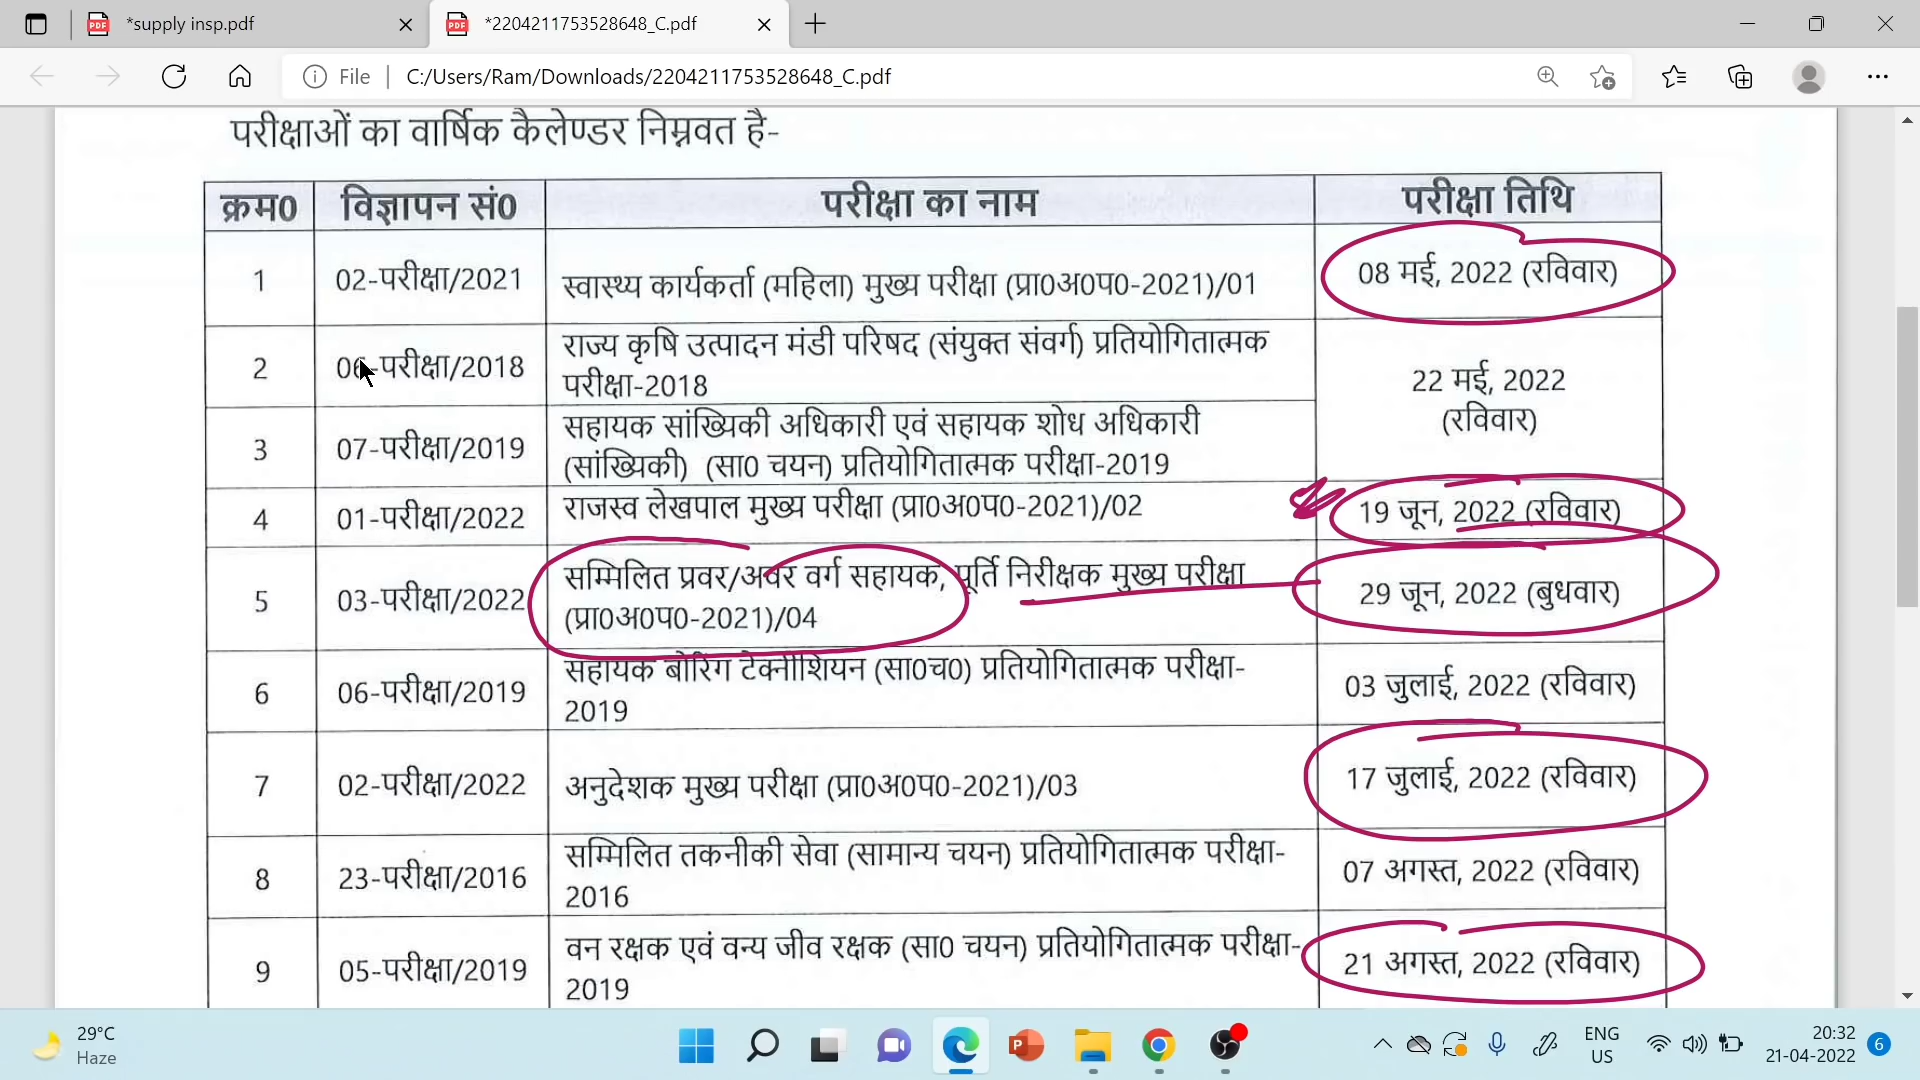 *supply insp.pdf
*2204211753528648_C.pdf
File
C:/Users/Ram/Downloads/2204211753528648_C.pdf
परीक्षाओं का वार्षिक कैलेण्डर निम्नवत है-
क्रम0 विज्ञापन सं0 परीक्षा का नाम परीक्षा तिथि
1 02-परीक्षा/2021 स्वास्थ्य कार्यकर्ता (महिला) मुख्य परीक्षा (प्रा0अ0प0-2021)/01 08 मई, 2022 (रविवार)
2 06-परीक्षा/2018 राज्य कृषि उत्पादन मंडी परिषद (संयुक्त संवर्ग) प्रतियोगितात्मक
परीक्षा-2018
22 मई, 2022
(रविवार)
3 07-परीक्षा/2019 सहायक सांख्यिकी अधिकारी एवं सहायक शोध अधिकारी
(सांख्यिकी) (सा0 चयन) प्रतियोगितात्मक परीक्षा-2019
4 01-परीक्षा/2022 राजस्व लेखपाल मुख्य परीक्षा (प्रा0अ0प0-2021)/02 19 जून, 2022 (रविवार)
5 03-परीक्षा/2022 सम्मिलित प्रवर/अवर वर्ग सहायक, पूर्ति निरीक्षक मुख्य परीक्षा
(प्रा0अ0प0-2021)/04
29 जून, 2022 (बुधवार)
6 06-परीक्षा/2019 सहायक बोरिंग टेक्नीशियन (सा0च0) प्रतियोगितात्मक परीक्षा-
2019
03 जुलाई, 2022 (रविवार)
7 02-परीक्षा/2022 अनुदेशक मुख्य परीक्षा (प्रा0अ0प0-2021)/03 17 जुलाई, 2022 (रविवार)
8 23-परीक्षा/2016 सम्मिलित तकनीकी सेवा (सामान्य चयन) प्रतियोगितात्मक परीक्षा-
2016
07 अगस्त, 2022 (रविवार)
9 05-परीक्षा/2019 वन रक्षक एवं वन्य जीव रक्षक (सा0 चयन) प्रतियोगितात्मक परीक्षा-
2019
21 अगस्त, 2022 (रविवार)
29°C
Haze
ENG
US
20:32
21-04-2022
6